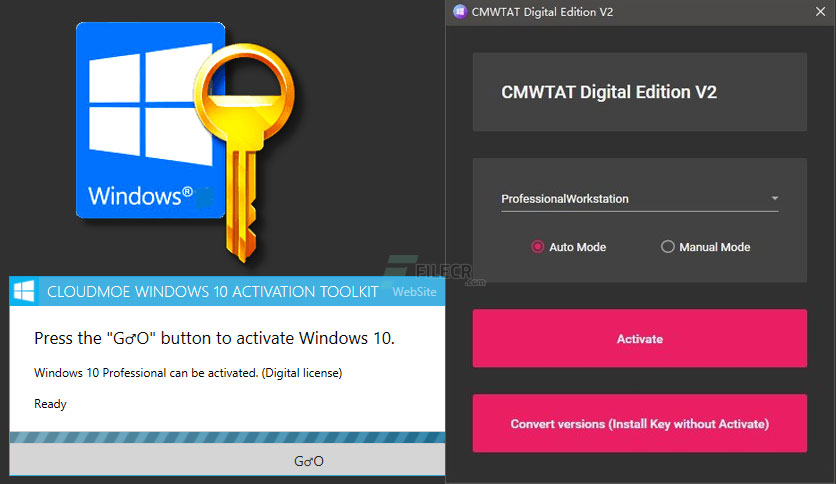 Windows®
CLOUDMOE WINDOWS 10 ACTIVATION TOOLKIT WebSite
Press the "G♂O" button to activate Windows 10.
Windows 10 Professional can be activated. (Digital license)
Ready
G♂O
CMWTAT Digital Edition V2
CMWTAT Digital Edition V2
ProfessionalWorkstation
Auto Mode Manual Mode
FILECR
.com
Activate
Convert versions (Install Key without Activate)